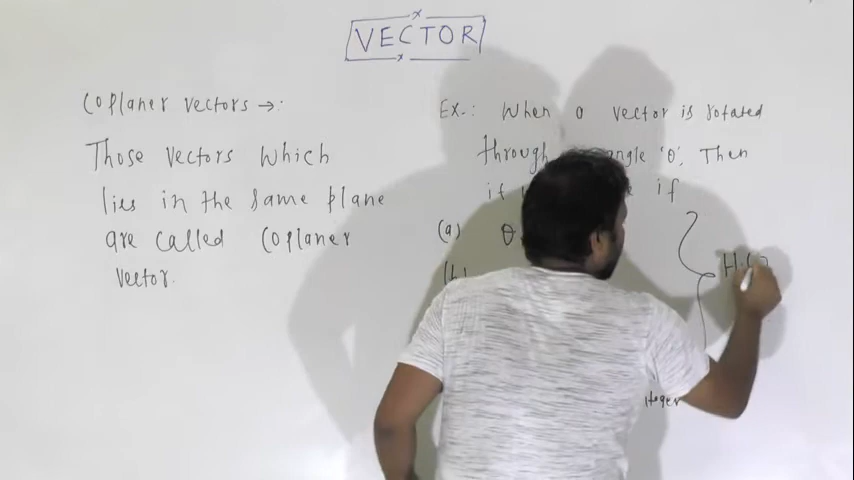 VECTOR
Coplaner vectors →:
Those vectors which
lies in the same plane
are called Coplaner
vector.
Ex.: When a vector is rotated
through angle 'θ', Then
if if
(a) θ
(b)
H.